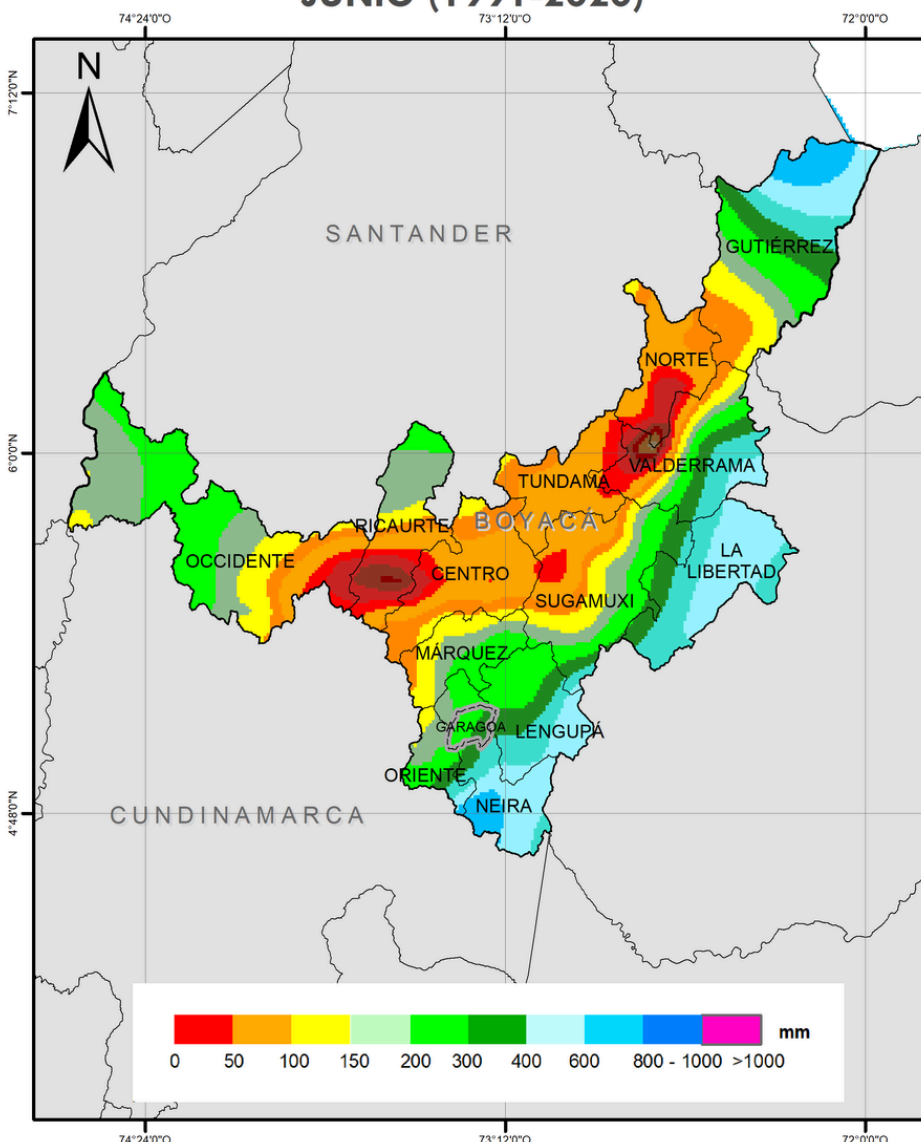 JUNIO (1991-2020)
74°24'0"O 73°12'0"O 72°0'0"O
N
7°12'0"N
SANTANDER
GUTIÉRREZ
NORTE
6°0'0"N
VALDERRAMA
TUNDAMA
RICAURTE
BOYACÁ
OCCIDENTE
LA
LIBERTAD
CENTRO
SUGAMUXI
MÁRQUEZ
GARAGOA
LENGUPÁ
ORIENTE
NEIRA
4°48'0"N
CUNDINAMARCA
mm
0 50 100 150 200 300 400 600 800 - 1000 >1000
74°24'0"O 73°12'0"O 72°0'0"O